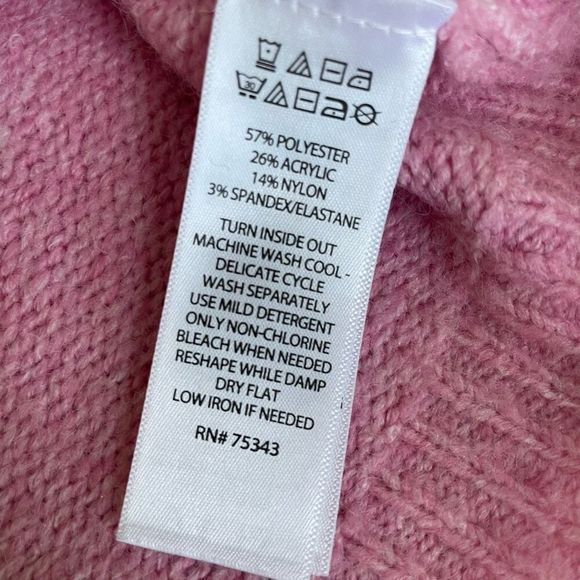 30
57% POLYESTER
26% ACRYLIC
14% NYLON
3% SPANDEX/ELASTANE
TURN INSIDE OUT
MACHINE WASH COOL -
DELICATE CYCLE
WASH SEPARATELY
USE MILD DETERGENT
ONLY NON-CHLORINE
BLEACH WHEN NEEDED
RESHAPE WHILE DAMP
DRY FLAT
LOW IRON IF NEEDED
RN# 75343